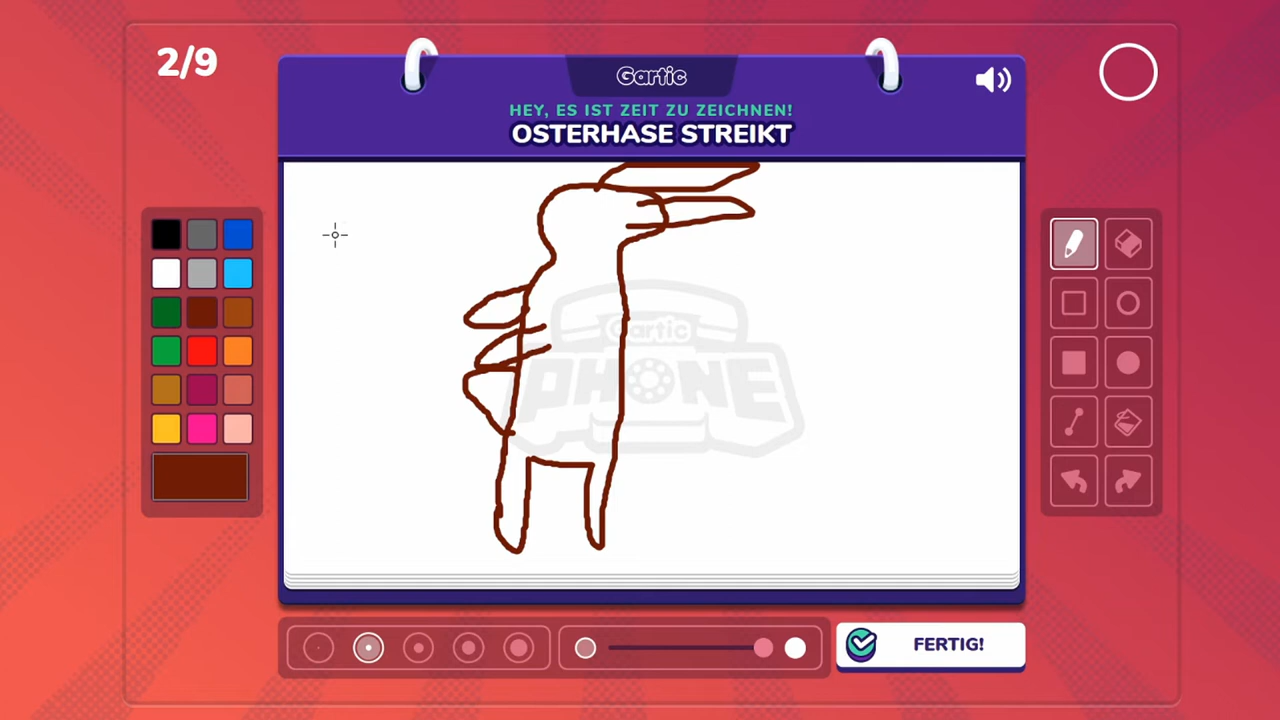 2/9
Gartic
HEY, ES IST ZEIT ZU ZEICHNEN!
OSTERHASE STREIKT
Gartic
PHONE
FERTIG!